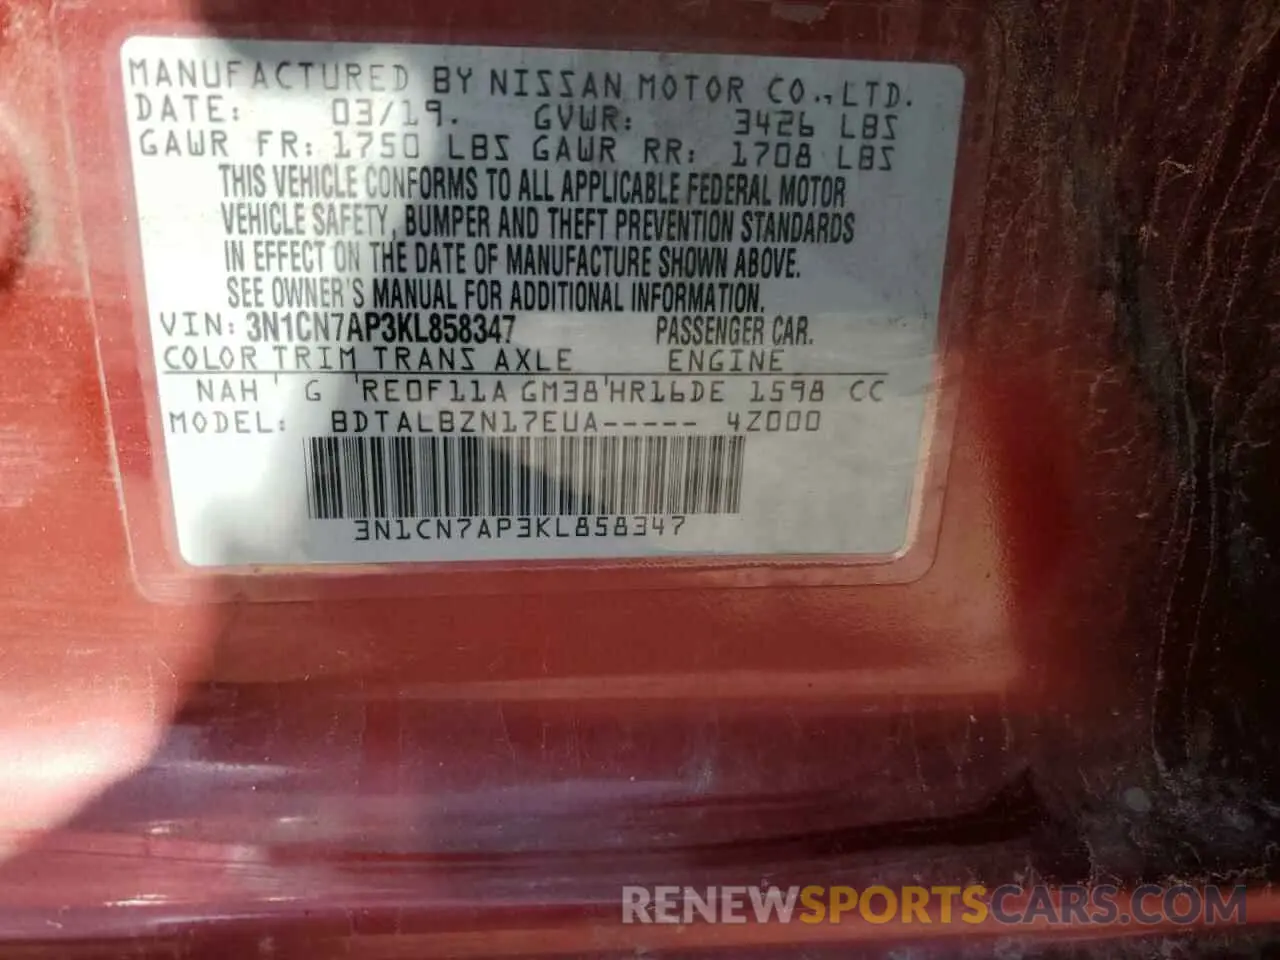 MANUFACTURED BY NISSAN MOTOR CO.,LTD.
DATE: 03/19. GVWR: 3426 LBS
GAWR FR: 1750 LBS GAWR RR: 1708 LBS
THIS VEHICLE CONFORMS TO ALL APPLICABLE FEDERAL MOTOR
VEHICLE SAFETY, BUMPER AND THEFT PREVENTION STANDARDS
IN EFFECT ON THE DATE OF MANUFACTURE SHOWN ABOVE.
SEE OWNER'S MANUAL FOR ADDITIONAL INFORMATION.
VIN: 3N1CN7AP3KL858347 PASSENGER CAR.
COLOR TRIM TRANS AXLE ENGINE
NAH G RE0F11A GM38 HR16DE 1598 CC
MODEL: BDTALBZN17EUA----- 4Z000
3N1CN7AP3KL858347
RENEWSPORTSCARS.COM